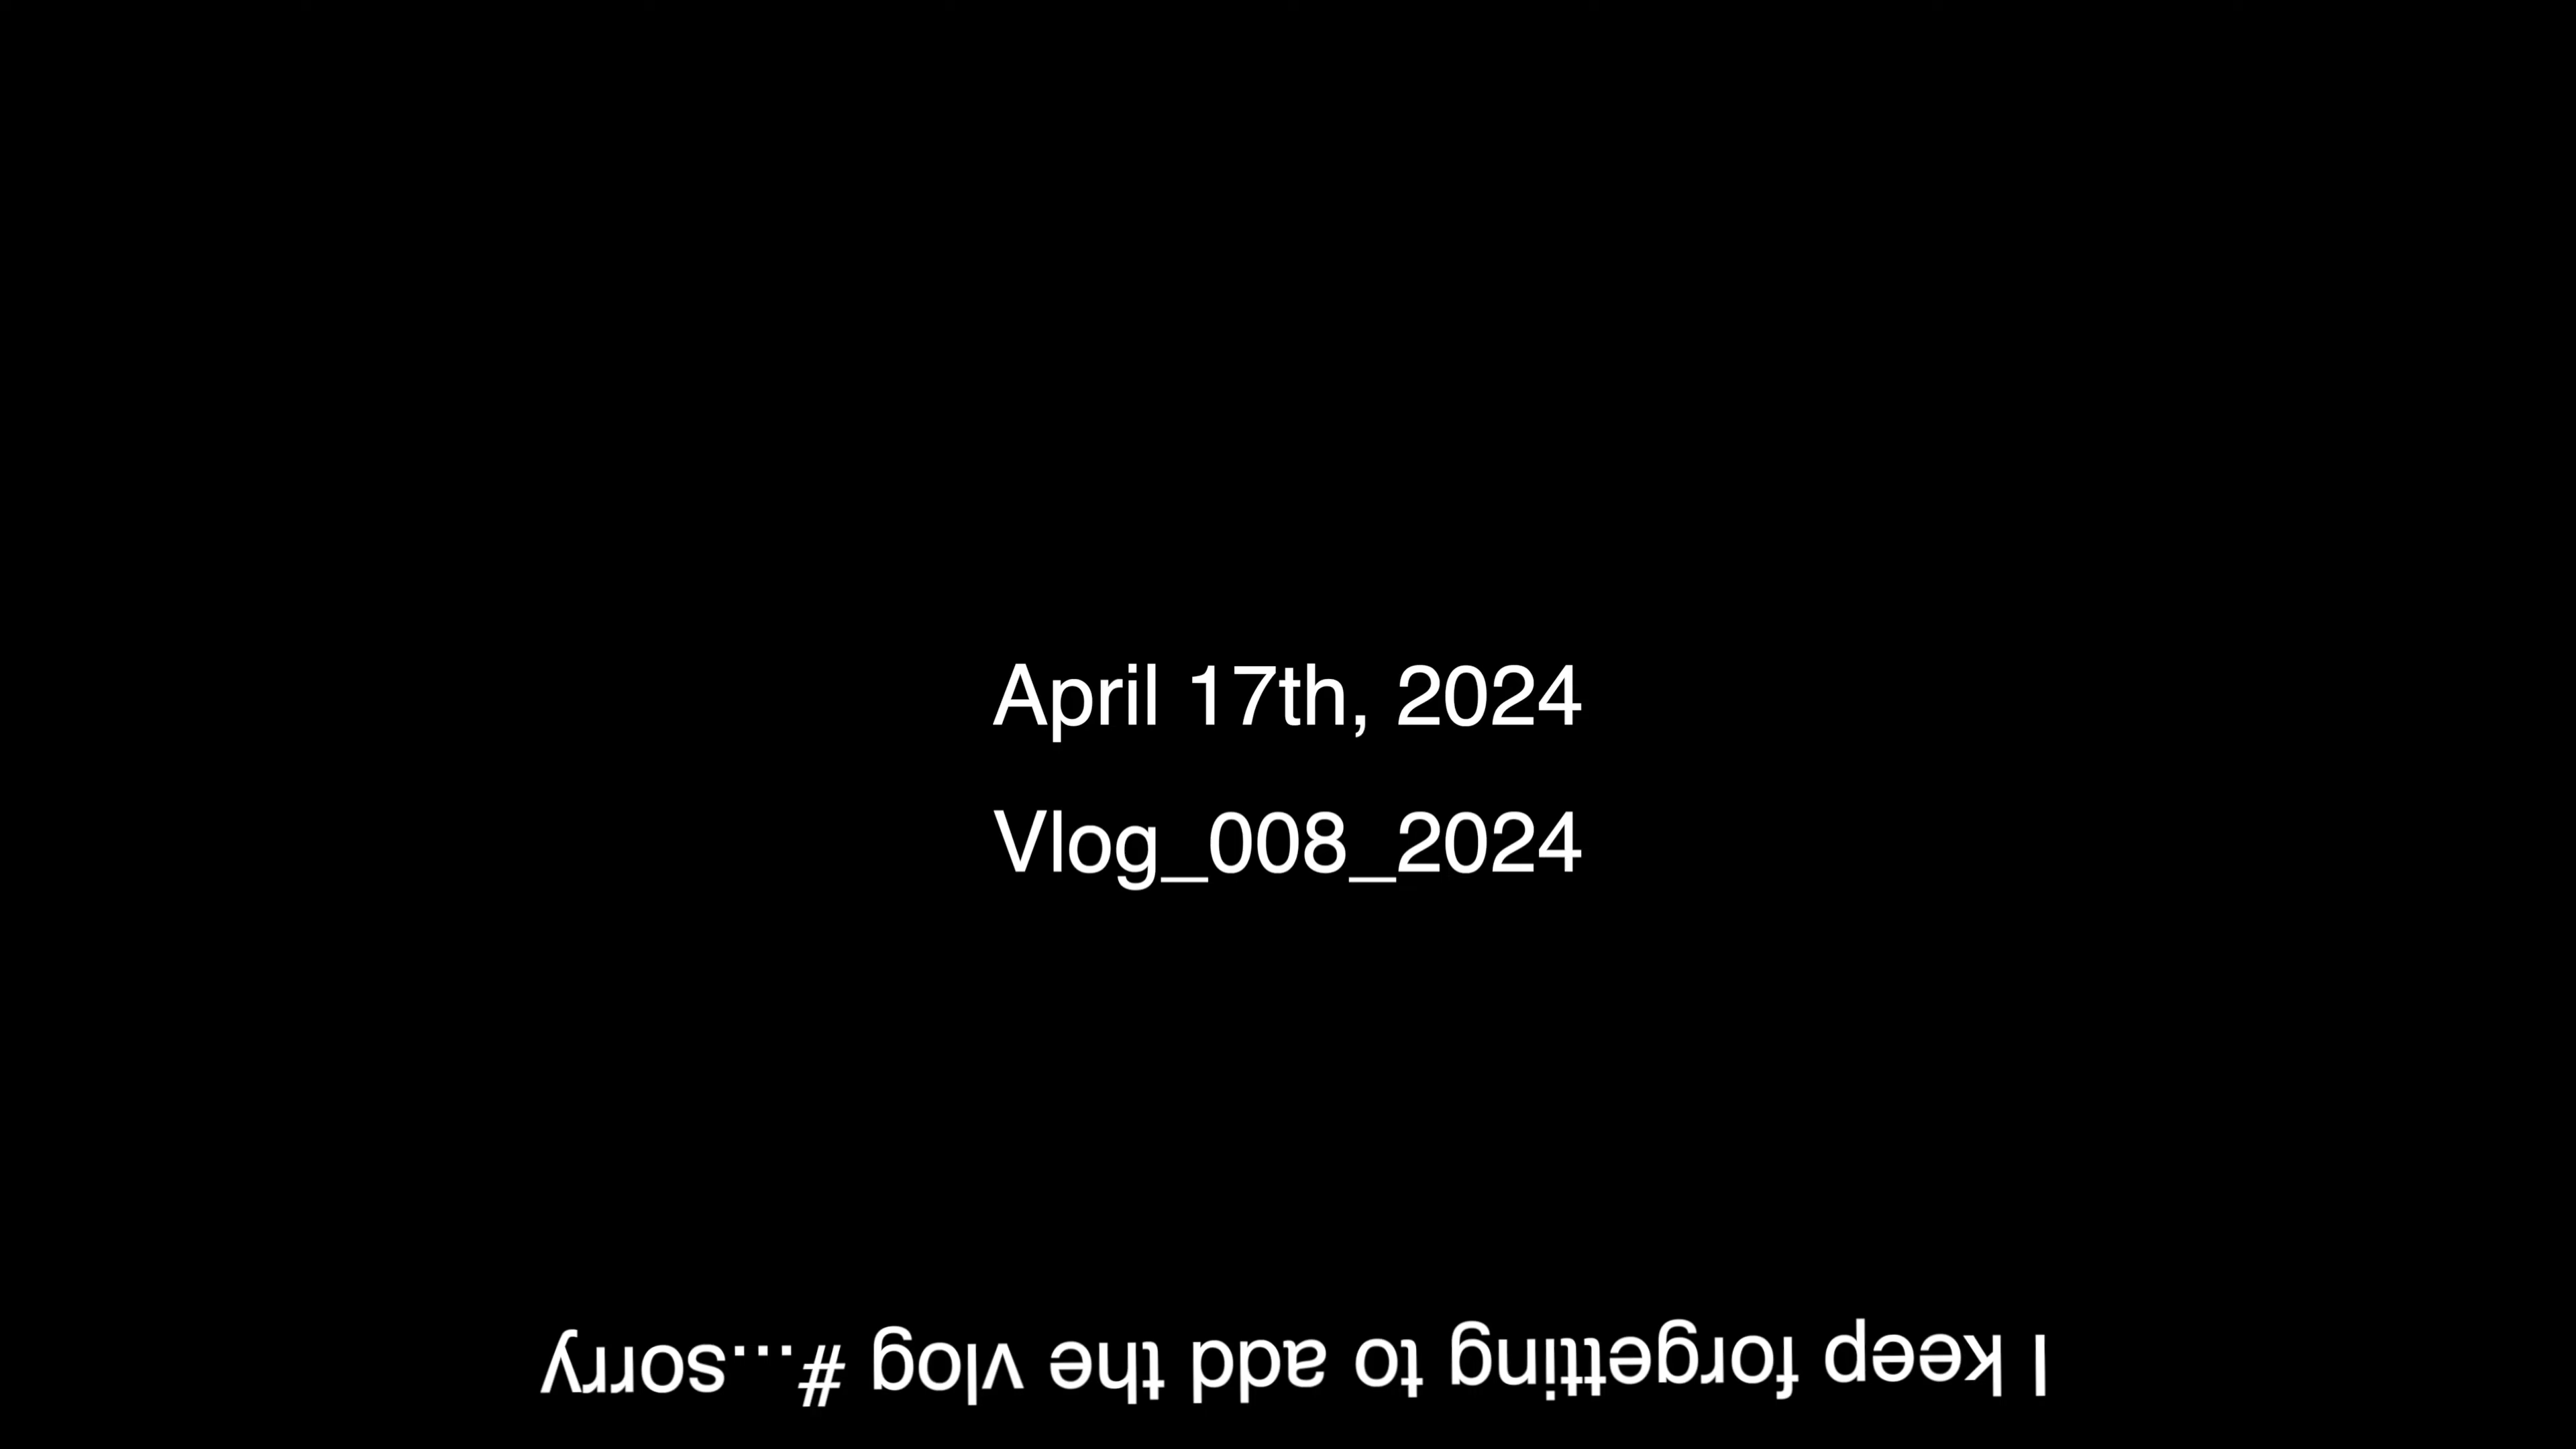 April 17th, 2024
Vlog_008_2024
I keep forgetting to add the vlog #...sorry